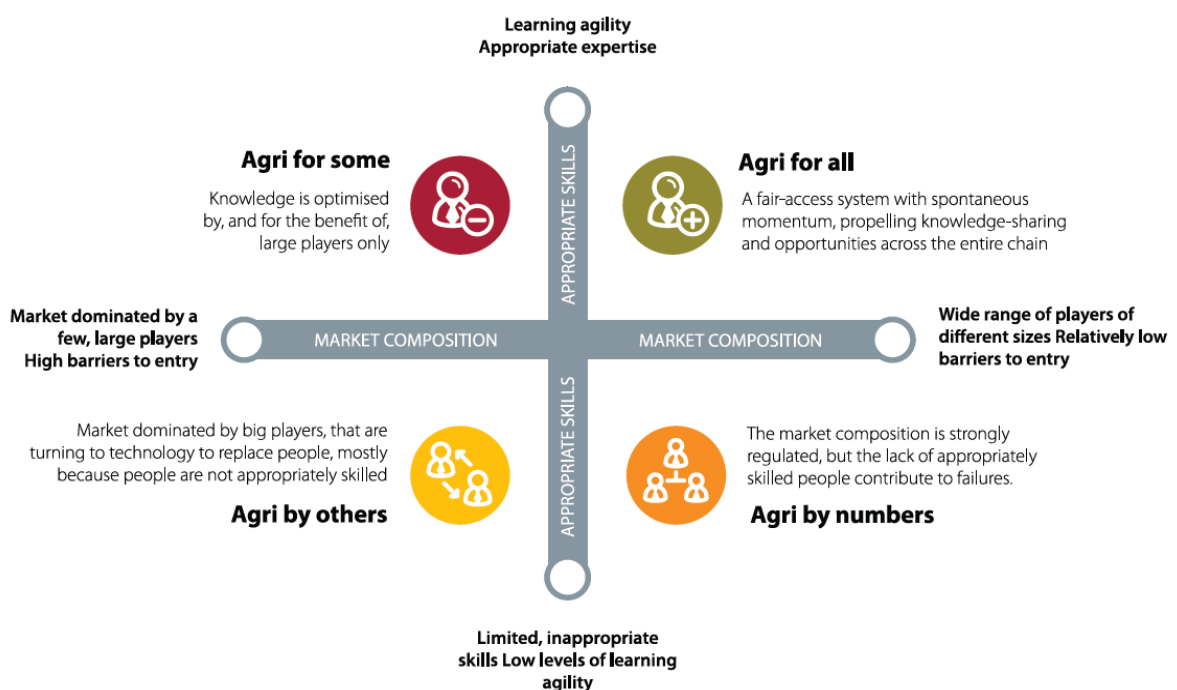 Learning agility
Appropriate expertise
APPROPRIATE SKILLS
Agri for some
Knowledge is optimised
by, and for the benefit of,
large players only
Agri for all
A fair-access system with spontaneous
momentum, propelling knowledge-sharing
and opportunities across the entire chain
Market dominated by a
few, large players
High barriers to entry
MARKET COMPOSITION
MARKET COMPOSITION
Wide range of players of
different sizes Relatively low
barriers to entry
Market dominated by big players, that are
turning to technology to replace people, mostly
because people are not appropriately skilled
Agri by others
APPROPRIATE SKILLS
The market composition is strongly
regulated, but the lack of appropriately
skilled people contribute to failures.
Agri by numbers
Limited, inappropriate
skills Low levels of learning
agility